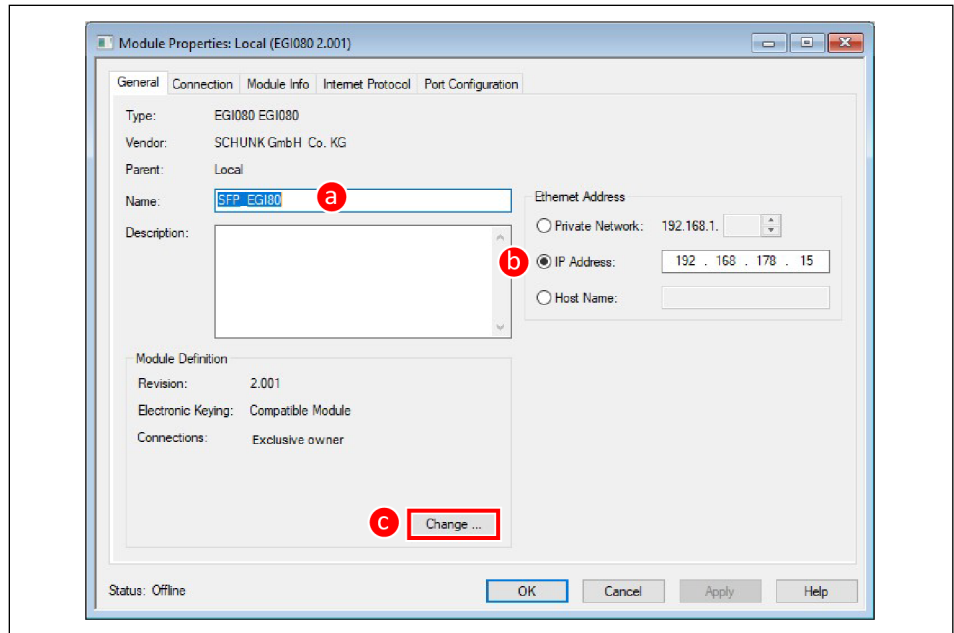 Module Properties: Local (EGI080 2.001)
General Connection Module Info Internet Protocol Port Configuration
Type: EGI080 EGI080
Vendor: SCHUNK GmbH Co. KG
Parent: Local
Name: SFP_EGI80 a
Description:
Ethernet Address
Private Network: 192.168.1.
b IP Address: 192 . 168 . 178 . 15
Host Name:
Module Definition
Revision: 2.001
Electronic Keying: Compatible Module
Connections: Exclusive owner
c Change ...
Status: Offline OK Cancel Apply Help